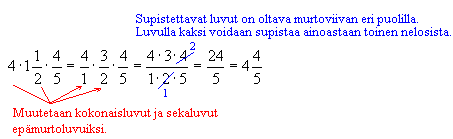 Supistettavat luvut on oltava murtoviivan eri puolilla.
Luvulla kaksi voidaan supistaa ainoastaan toinen nelosista.
4 · 1 1/2 · 4/5 = 4/1 · 3/2 · 4/5 = 4 · 3 · 4 2 / 1 · 2 · 5 1 = 24/5 = 4 4/5
Muutetaan kokonaisluvut ja sekaluvut
epämurtoluvuiksi.